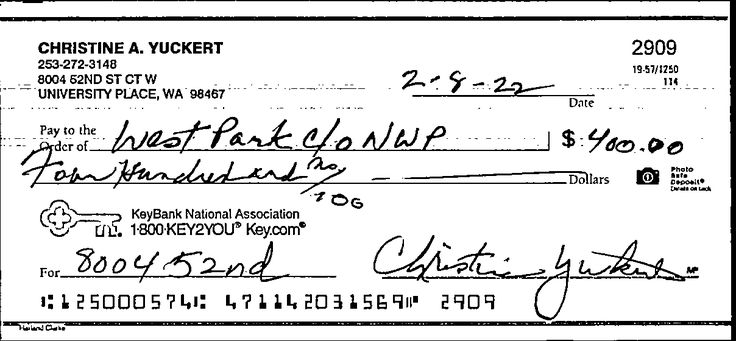 CHRISTINE A. YUCKERT 2909
253-272-3148 19-57/1250
8004 52ND ST CT W 2-8-22 114
UNIVERSITY PLACE, WA 98467 Date
Pay to the
Order of West Park c/o NWP $ 400.00
Four Hundred and no/100 Dollars
Photo
Safe
Deposit®
Details on back
KeyBank National Association
1-800-KEY2YOU® Key.com®
For 8004 52nd Christine Yuckert MP
⑆125000574⑆ 471142031569⑈ 2909
Harland Clarke